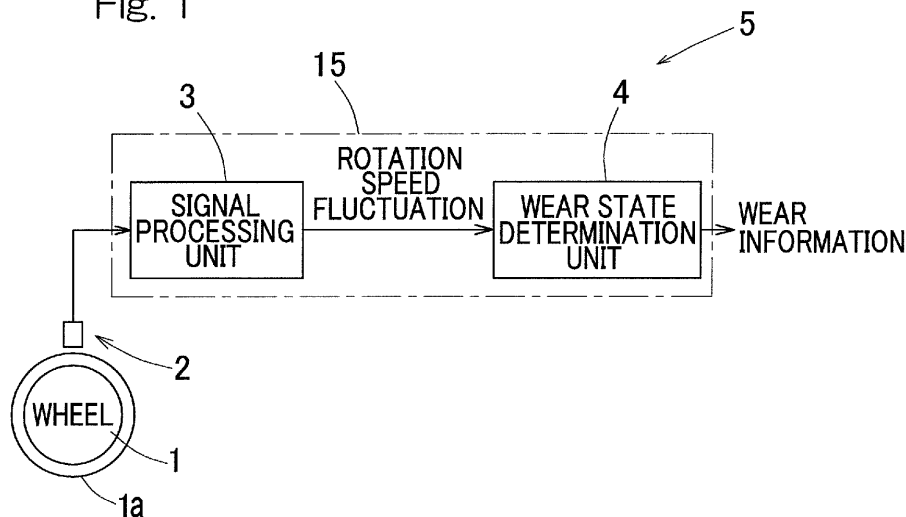 Fig. 1
5
15
3
4
ROTATION
SPEED
FLUCTUATION
SIGNAL
PROCESSING
UNIT
WEAR STATE
DETERMINATION
UNIT
WEAR
INFORMATION
2
WHEEL
1
1a